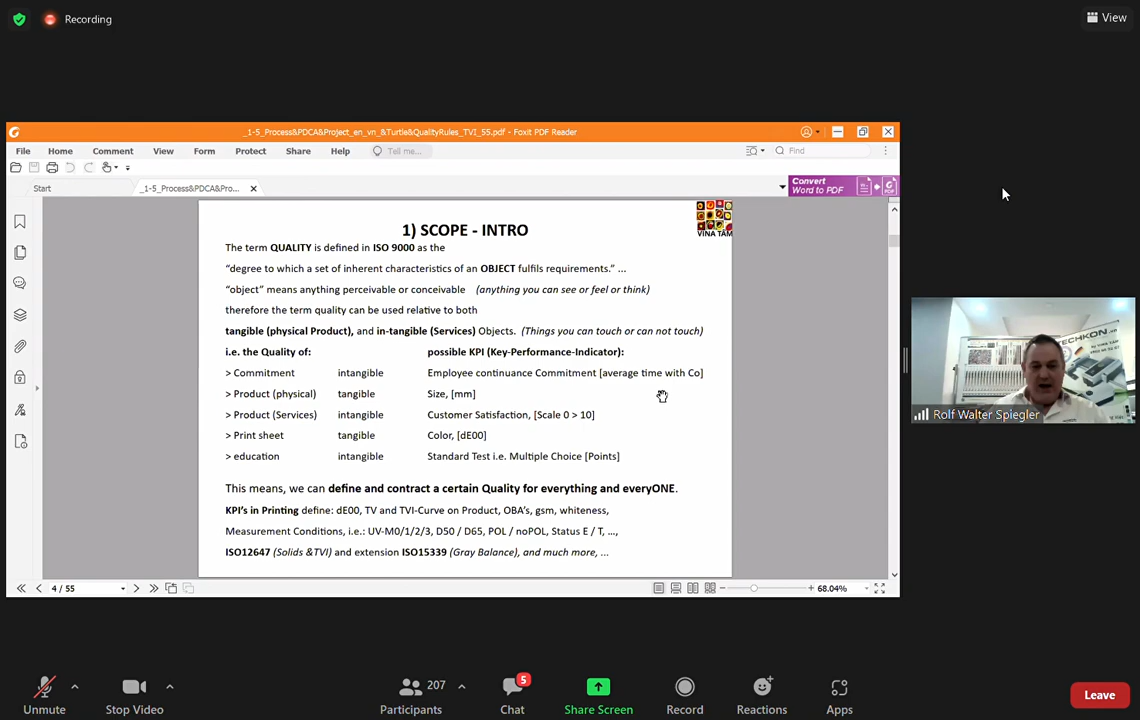 Recording
View
_1-5_Process&PDCA&Project_en_vn_&Turtle&QualityRules_TVI_55.pdf - Foxit PDF Reader
File Home Comment View Form Protect Share Help Tell me... Find
Start _1-5_Process&PDCA&Pro...
Convert
Word to PDF
1) SCOPE - INTRO
VINA TAM
The term QUALITY is defined in ISO 9000 as the
“degree to which a set of inherent characteristics of an OBJECT fulfils requirements.” ...
“object” means anything perceivable or conceivable (anything you can see or feel or think)
therefore the term quality can be used relative to both
tangible (physical Product), and in-tangible (Services) Objects. (Things you can touch or can not touch)
i.e. the Quality of: possible KPI (Key-Performance-Indicator):
> Commitment intangible Employee continuance Commitment [average time with Co]
> Product (physical) tangible Size, [mm]
> Product (Services) intangible Customer Satisfaction, [Scale 0 > 10]
> Print sheet tangible Color, [dE00]
> education intangible Standard Test i.e. Multiple Choice [Points]
This means, we can define and contract a certain Quality for everything and everyONE.
KPI's in Printing define: dE00, TV and TVI-Curve on Product, OBA's, gsm, whiteness,
Measurement Conditions, i.e.: UV-M0/1/2/3, D50 / D65, POL / noPOL, Status E / T, ...,
ISO12647 (Solids &TVI) and extension ISO15339 (Gray Balance), and much more, ...
4 / 55
68.04%
TECHKON
Rolf Walter Spiegler
Unmute Stop Video Participants 207 Chat 5 Share Screen Record Reactions Apps Leave